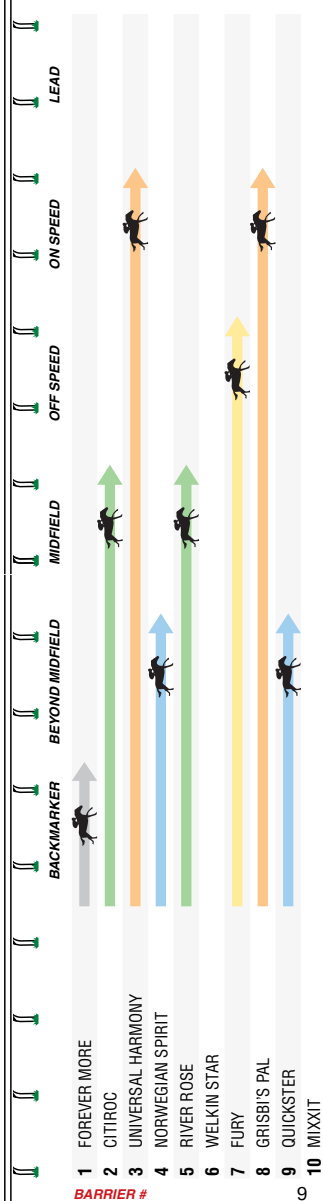 LEAD
ON SPEED
OFF SPEED
MIDFIELD
BEYOND MIDFIELD
BACKMARKER
1 FOREVER MORE
2 CITIROC
3 UNIVERSAL HARMONY
4 NORWEGIAN SPIRIT
5 RIVER ROSE
6 WELKIN STAR
7 FURY
8 GRISBI'S PAL
9 QUICKSTER
10 MIXXIT
BARRIER #
9